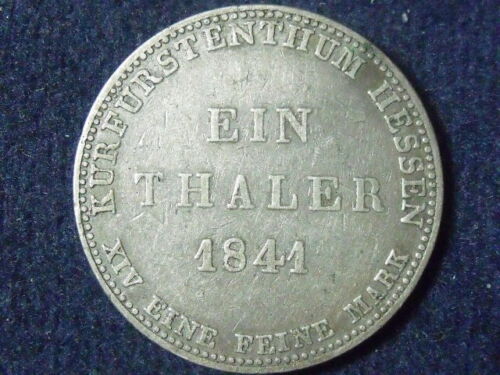 KURFÜRSTENTHUM HESSEN
EIN
THALER
1841
XIV EINE FEINE MARK